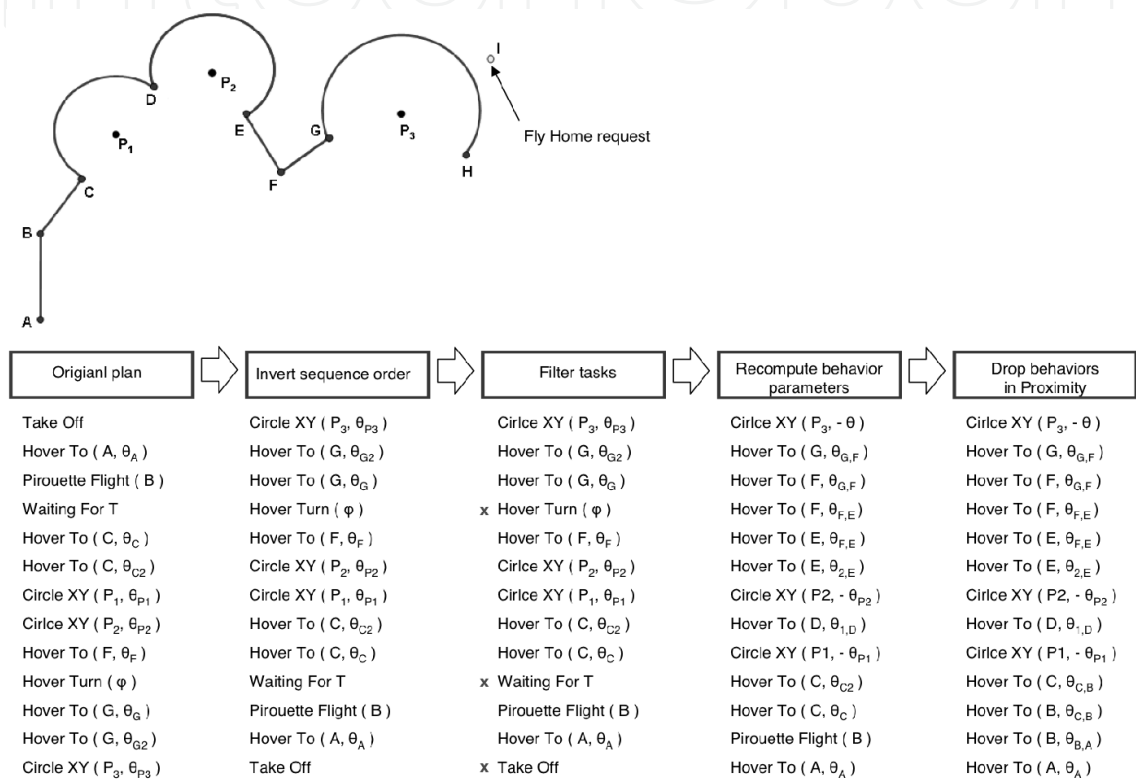 I
D
P2
P1
E
G
P3
Fly Home request
H
F
C
B
A
Origianl plan
Invert sequence order
Filter tasks
Recompute behavior
parameters
Drop behaviors
in Proximity
Take Off
Hover To ( A, θA )
Pirouette Flight ( B )
Waiting For T
Hover To ( C, θC )
Hover To ( C, θC2 )
Circle XY ( P1, θP1 )
Cirlce XY ( P2, θP2 )
Hover To ( F, θF )
Hover Turn ( φ )
Hover To ( G, θG )
Hover To ( G, θG2 )
Circle XY ( P3, θP3 )
Circle XY ( P3, θP3 )
Hover To ( G, θG2 )
Hover To ( G, θG )
Hover Turn ( φ )
Hover To ( F, θF )
Circle XY ( P2, θP2 )
Circle XY ( P1, θP1 )
Hover To ( C, θC2 )
Hover To ( C, θC )
Waiting For T
Pirouette Flight ( B )
Hover To ( A, θA )
Take Off
Cirlce XY ( P3, θP3 )
Hover To ( G, θG2 )
Hover To ( G, θG )
x Hover Turn ( φ )
Hover To ( F, θF )
Cirlce XY ( P2, θP2 )
Cirlce XY ( P1, θP1 )
Hover To ( C, θC2 )
Hover To ( C, θC )
x Waiting For T
Pirouette Flight ( B )
Hover To ( A, θA )
x Take Off
Cirlce XY ( P3, - θ )
Hover To ( G, θG,F )
Hover To ( F, θG,F )
Hover To ( F, θF,E )
Hover To ( E, θF,E )
Hover To ( E, θ2,E )
Circle XY ( P2, - θP2 )
Hover To ( D, θ1,D )
Circle XY ( P1, - θP1 )
Hover To ( C, θC2 )
Hover To ( C, θC )
Pirouette Flight ( B )
Hover To ( A, θA )
Cirlce XY ( P3, - θ )
Hover To ( G, θG,F )
Hover To ( F, θG,F )
Hover To ( F, θF,E )
Hover To ( E, θF,E )
Hover To ( E, θ2,E )
Cirlce XY ( P2, - θP2 )
Hover To ( D, θ1,D )
Cirlce XY ( P1, - θP1 )
Hover To ( C, θC,B )
Hover To ( B, θC,B )
Hover To ( B, θB,A )
Hover To ( A, θA )